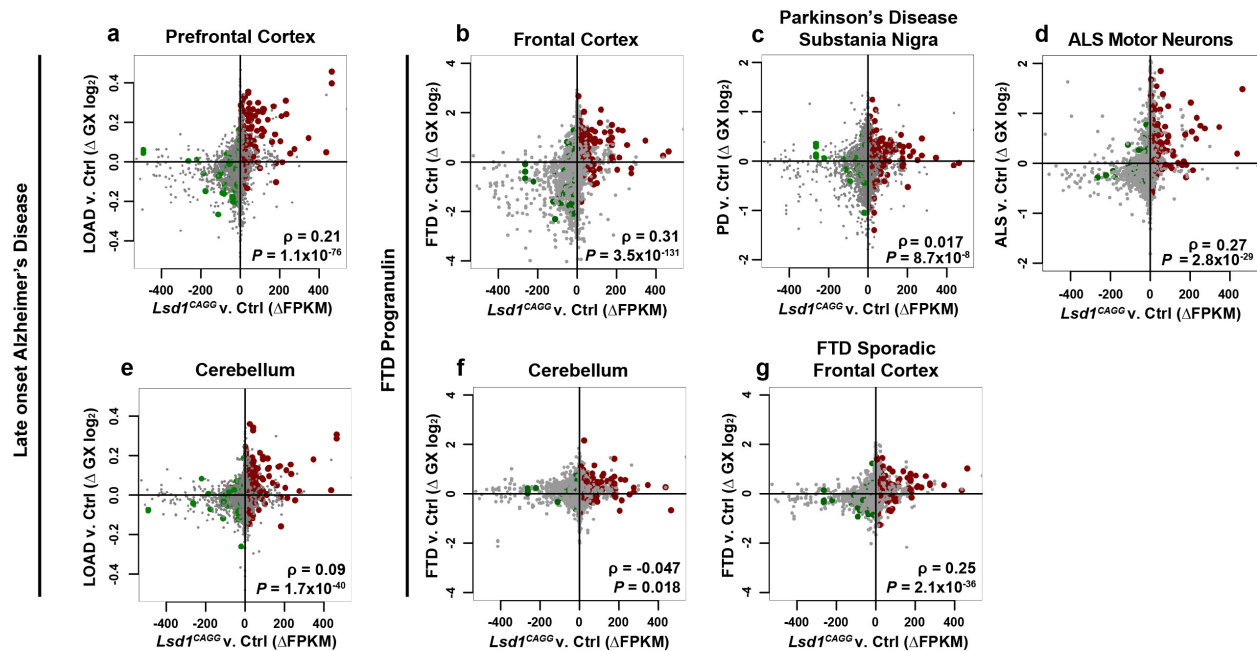 Late onset Alzheimer's Disease
a
Prefrontal Cortex
LOAD v. Ctrl (Δ GX log2)
0.4
0.2
0.0
-0.2
-0.4
ρ = 0.21
P = 1.1x10-76
-400 -200 0 200 400
Lsd1CAGG v. Ctrl (ΔFPKM)
FTD Progranulin
b
Frontal Cortex
FTD v. Ctrl (Δ GX log2)
4
2
0
-2
-4
ρ = 0.31
P = 3.5x10-131
-400 -200 0 200 400
Lsd1CAGG v. Ctrl (ΔFPKM)
Parkinson's Disease
c
Substania Nigra
PD v. Ctrl (Δ GX log2)
2
1
0
-1
-2
ρ = 0.017
P = 8.7x10-8
-400 -200 0 200 400
Lsd1CAGG v. Ctrl (ΔFPKM)
d
ALS Motor Neurons
ALS v. Ctrl (Δ GX log2)
2
1
0
-1
-2
ρ = 0.27
P = 2.8x10-29
-400 -200 0 200 400
Lsd1CAGG v. Ctrl (ΔFPKM)
e
Cerebellum
LOAD v. Ctrl (Δ GX log2)
0.4
0.2
0.0
-0.2
-0.4
ρ = 0.09
P = 1.7x10-40
-400 -200 0 200 400
Lsd1CAGG v. Ctrl (ΔFPKM)
f
Cerebellum
FTD v. Ctrl (Δ GX log2)
4
2
0
-2
-4
ρ = -0.047
P = 0.018
-400 -200 0 200 400
Lsd1CAGG v. Ctrl (ΔFPKM)
FTD Sporadic
g
Frontal Cortex
FTD v. Ctrl (Δ GX log2)
4
2
0
-2
-4
ρ = 0.25
P = 2.1x10-36
-400 -200 0 200 400
Lsd1CAGG v. Ctrl (ΔFPKM)